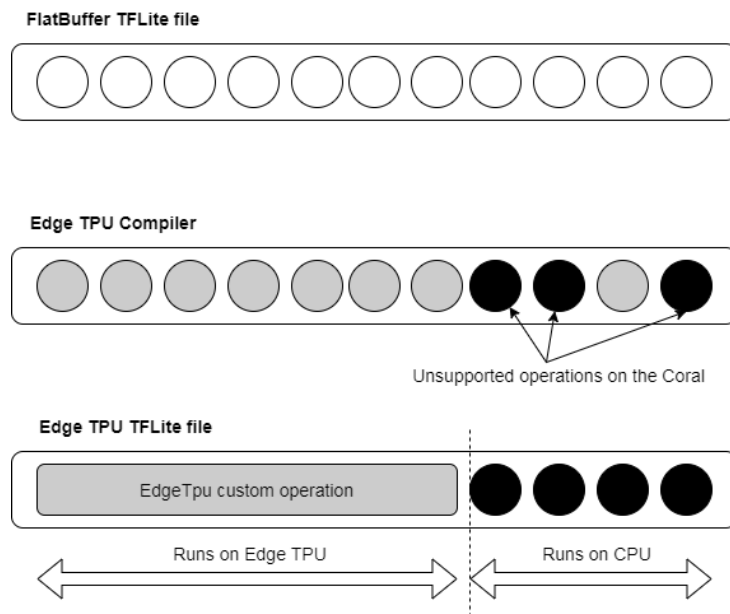 FlatBuffer TFLite file
Edge TPU Compiler
Unsupported operations on the Coral
Edge TPU TFLite file
EdgeTpu custom operation
Runs on Edge TPU
Runs on CPU